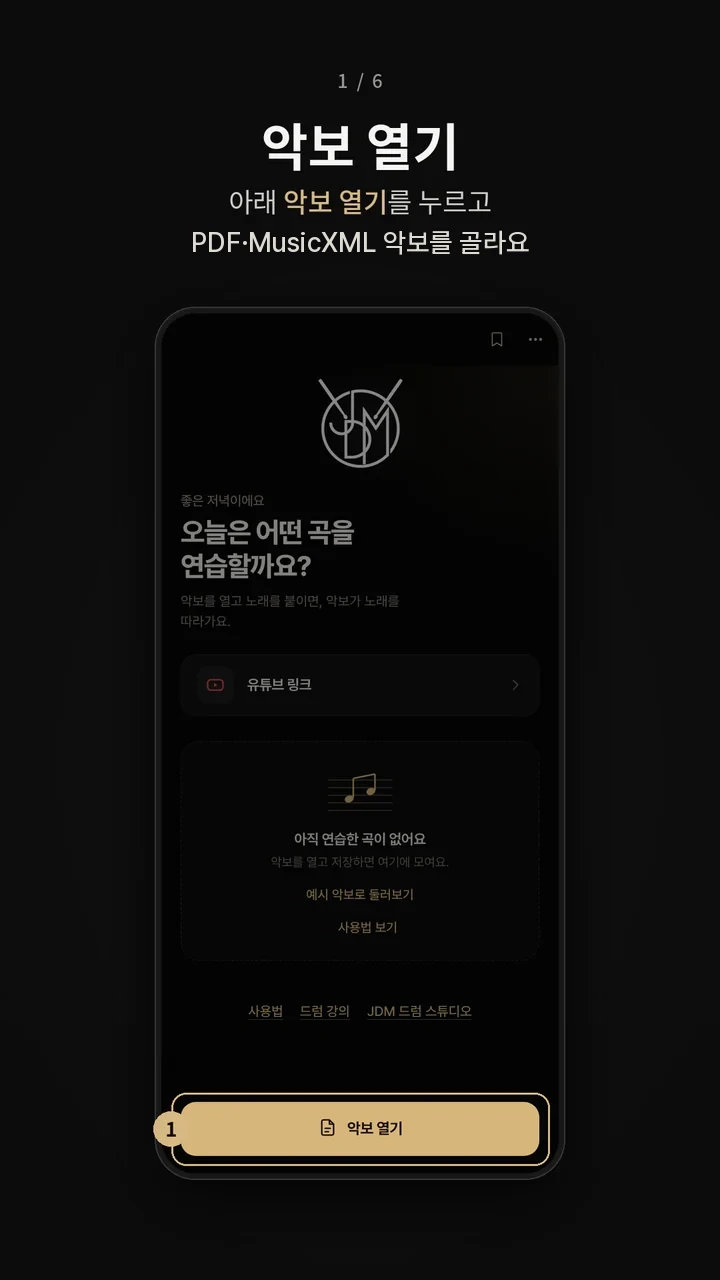 1 / 6
악보 열기
아래 악보 열기를 누르고
PDF·MusicXML 악보를 골라요
JDM
좋은 저녁이에요
오늘은 어떤 곡을
연습할까요?
악보를 열고 노래를 붙이면, 악보가 노래를
따라가요.
유튜브 링크
아직 연습한 곡이 없어요
악보를 열고 저장하면 여기에 모여요.
예시 악보로 둘러보기
사용법 보기
사용법 드럼 강의 JDM 드럼 스튜디오
1 악보 열기